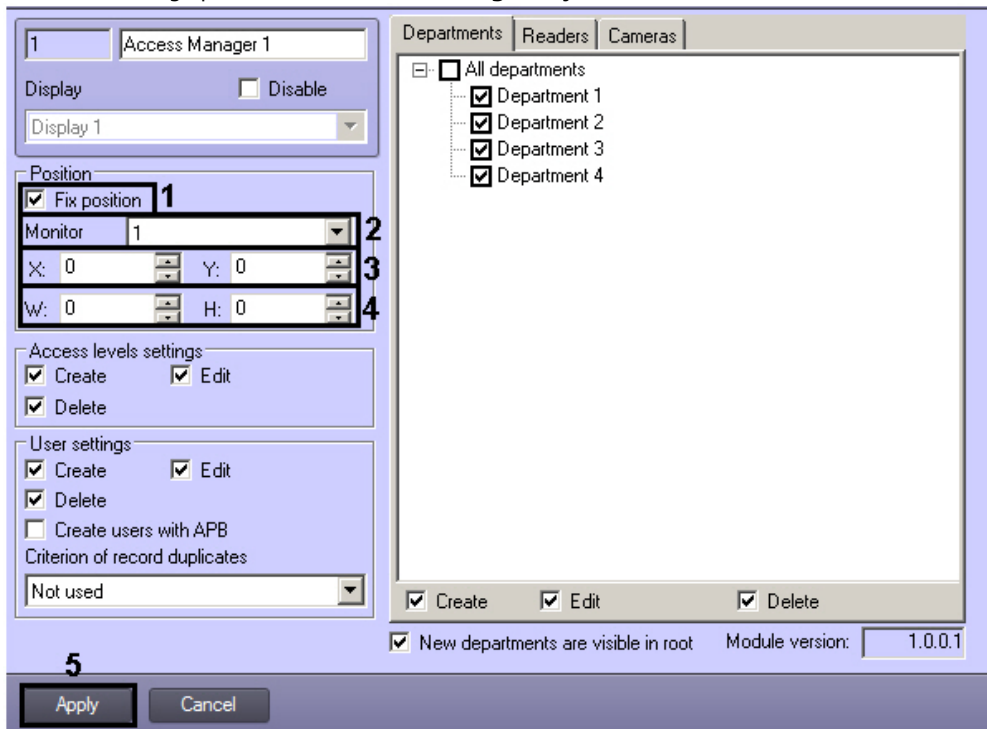 1 Access Manager 1
Display Disable
Display 1
Position
Fix position 1
Monitor 1 2
X: 0 Y: 0 3
W: 0 H: 0 4
Access levels settings
Create Edit
Delete
User settings
Create Edit
Delete
Create users with APB
Criterion of record duplicates
Not used
Departments Readers Cameras
All departments
Department 1
Department 2
Department 3
Department 4
Create Edit Delete
New departments are visible in root Module version: 1.0.0.1
5
Apply Cancel